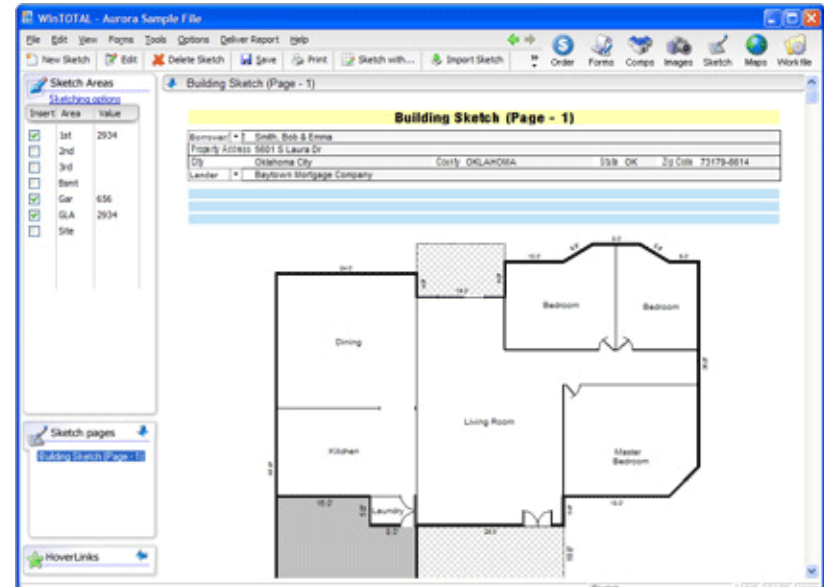 WinTOTAL - Aurora Sample File
File Edit View Forms Tools Options Deliver Report Help
New Sketch Edit Delete Sketch Save Print Sketch with... Import Sketch
Order Forms Comps Images Sketch Maps Workfile
Sketch Areas
Sketching options
Insert Area Value
1st 2934
2nd
3rd
Bsmt
Gar 656
GLA 2934
Site
Sketch pages
Building Sketch (Page - 1)
HoverLinks
Building Sketch (Page - 1)
Building Sketch (Page - 1)
Borrower Smith, Bob & Emma
Property Address 5601 S Laura Dr
City Oklahoma City County OKLAHOMA State OK Zip Code 73179-6614
Lender Baytown Mortgage Company
Bedroom
Bedroom
Dining
Living Room
Kitchen
Master
Bedroom
Laundry